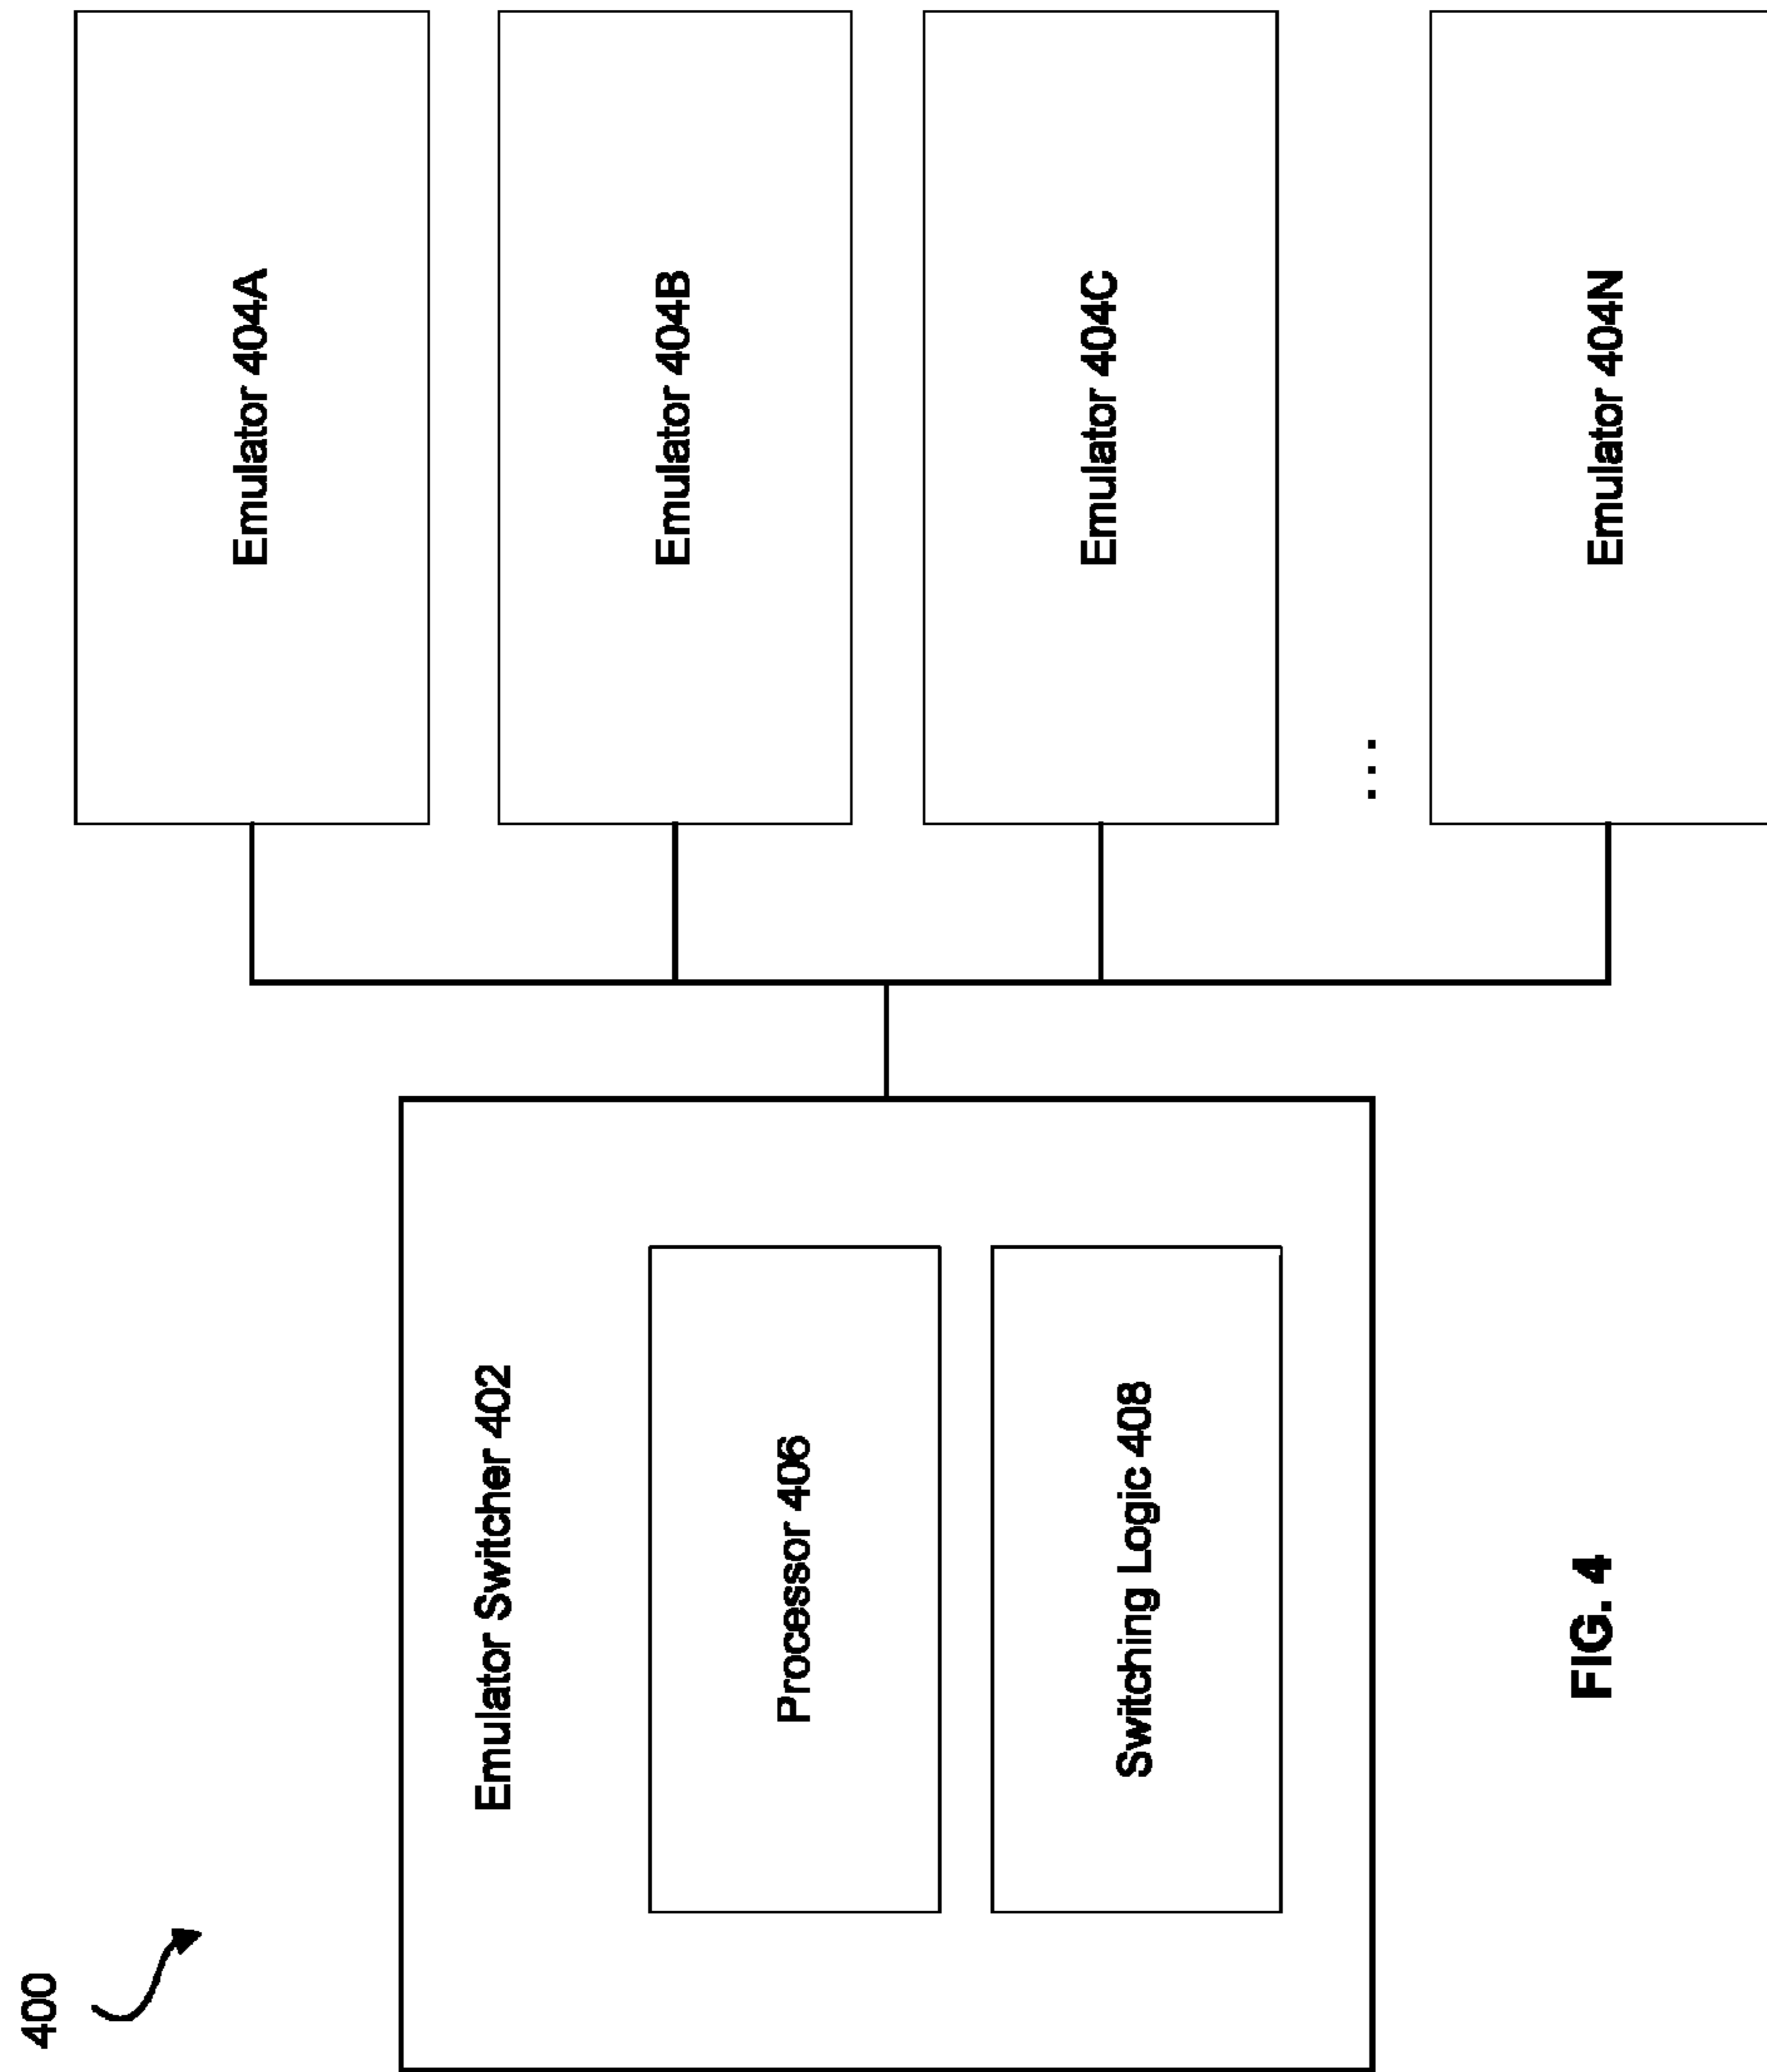 400
Emulator Switcher 402
Processor 406
Switching Logic 408
Emulator 404A
Emulator 404B
Emulator 404C
...
Emulator 404N
FIG. 4